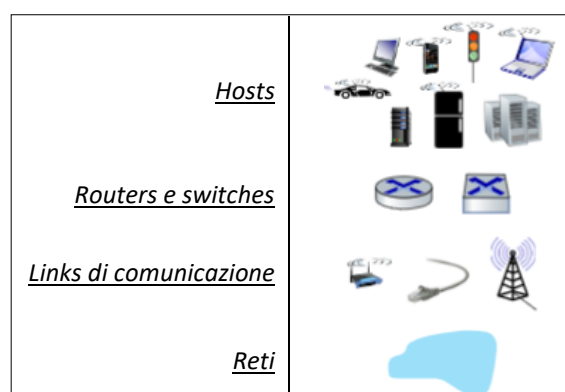 Hosts
Routers e switches
Links di comunicazione
Reti